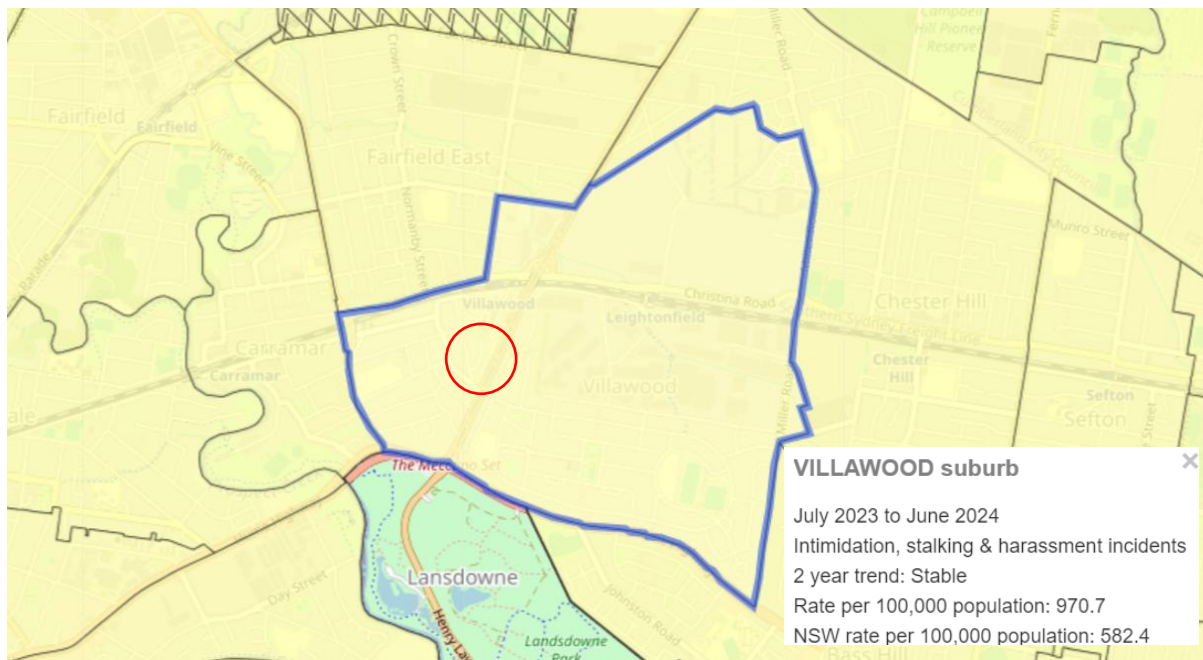 Campbell
Hill Pioneer
Reserve
Miller Road
Crown Street
Fairfield
Fairfield
Vine Street
Fairfield East
Normanby Street
Munro Street
Parade
Villawood
Christina Road
Chester Hill
Leightonfield
Southern Sydney Freight Line
Carramar
Carramar
Villawood
Chester
Hill
Sefton
Sefton
Miller Road
The Meccano Set
VILLAWOOD suburb
×
July 2023 to June 2024
Intimidation, stalking & harassment incidents
2 year trend: Stable
Rate per 100,000 population: 970.7
NSW rate per 100,000 population: 582.4
Lansdowne
Day Street
Johnston Road
Landsdowne
Park
Bass Hill